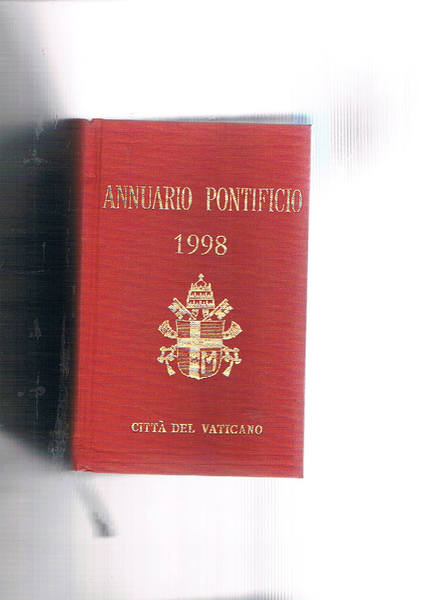 ANNUARIO PONTIFICIO
1998
CITTÀ DEL VATICANO